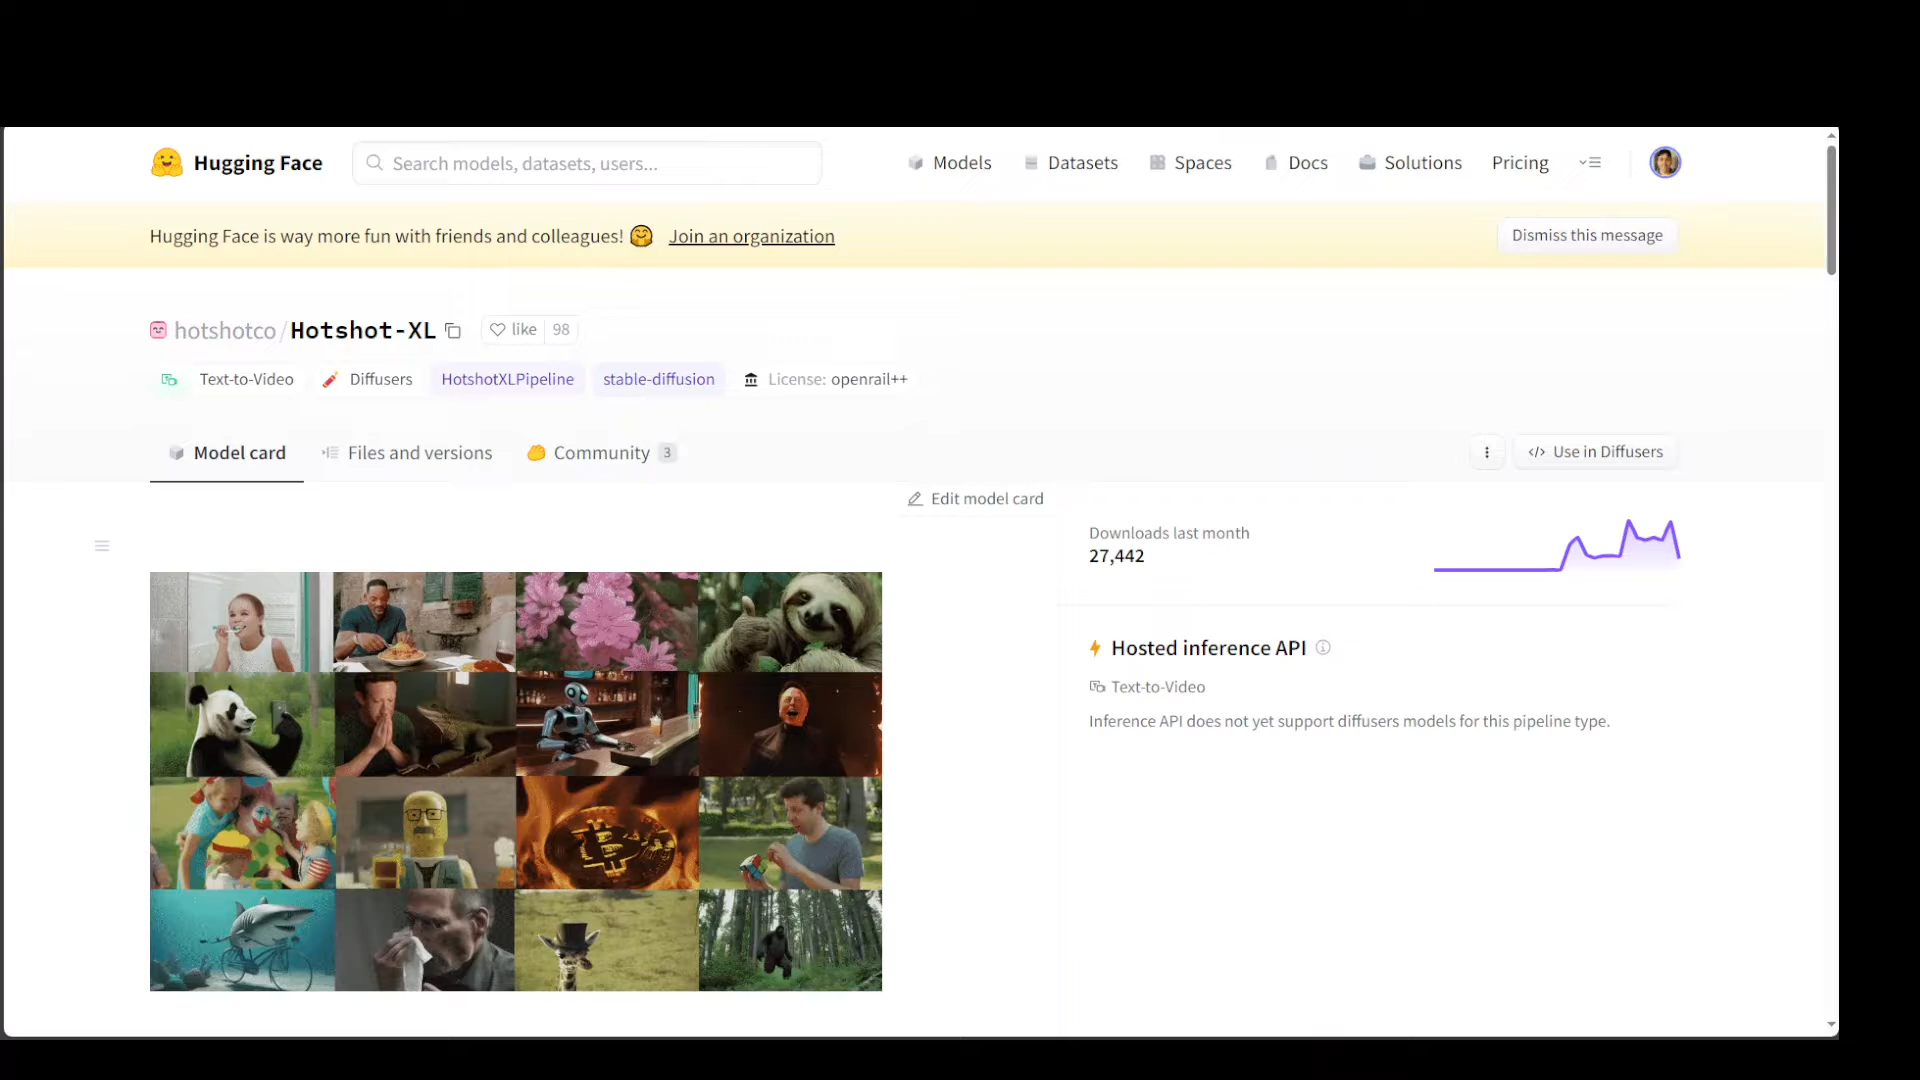 Hugging Face
Search models, datasets, users...
Models
Datasets
Spaces
Docs
Solutions
Pricing
Hugging Face is way more fun with friends and colleagues! Join an organization
Dismiss this message
hotshotco/Hotshot-XL
like 98
Text-to-Video
Diffusers
HotshotXLPipeline
stable-diffusion
License: openrail++
Model card
Files and versions
Community 3
Use in Diffusers
Edit model card
Downloads last month
27,442
Hosted inference API
Text-to-Video
Inference API does not yet support diffusers models for this pipeline type.